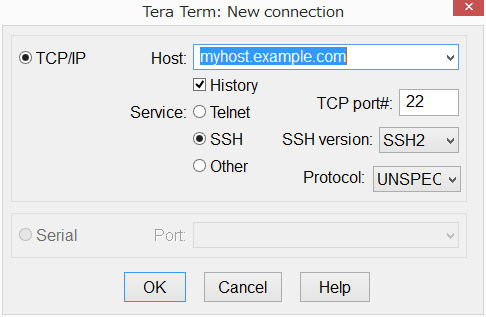 Tera Term: New connection
TCP/IP
Host: myhost.example.com
History
Service: Telnet
TCP port#: 22
SSH
SSH version: SSH2
Other
Protocol: UNSPEC
Serial
Port:
OK
Cancel
Help